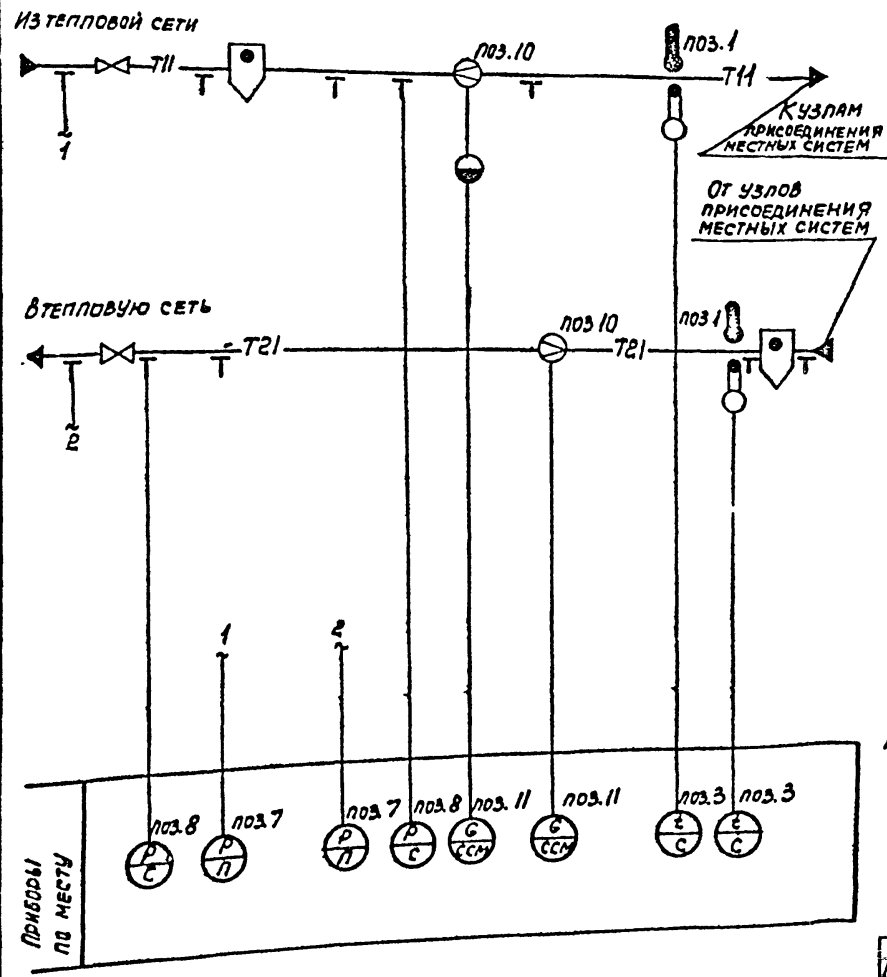 ИЗ ТЕПЛОВОЙ СЕТИ
Т11
ПОЗ.10
ПОЗ.1
Т11
1
К УЗЛАМ
ПРИСОЕДИНЕНИЯ
МЕСТНЫХ СИСТЕМ
ОТ УЗЛОВ
ПРИСОЕДИНЕНИЯ
МЕСТНЫХ СИСТЕМ
В ТЕПЛОВУЮ СЕТЬ
Т21
ПОЗ 10
Т21
ПОЗ 1
2
1
2
ПОЗ.8
ПОЗ 7
ПОЗ.7
ПОЗ.8
ПОЗ.11
ПОЗ.11
ПОЗ.3
ПОЗ.3
Р
С
Р
П
Р
П
Р
С
G
ССМ
G
ССМ
t
С
t
С
ПРИБОРЫ
ПО МЕСТУ